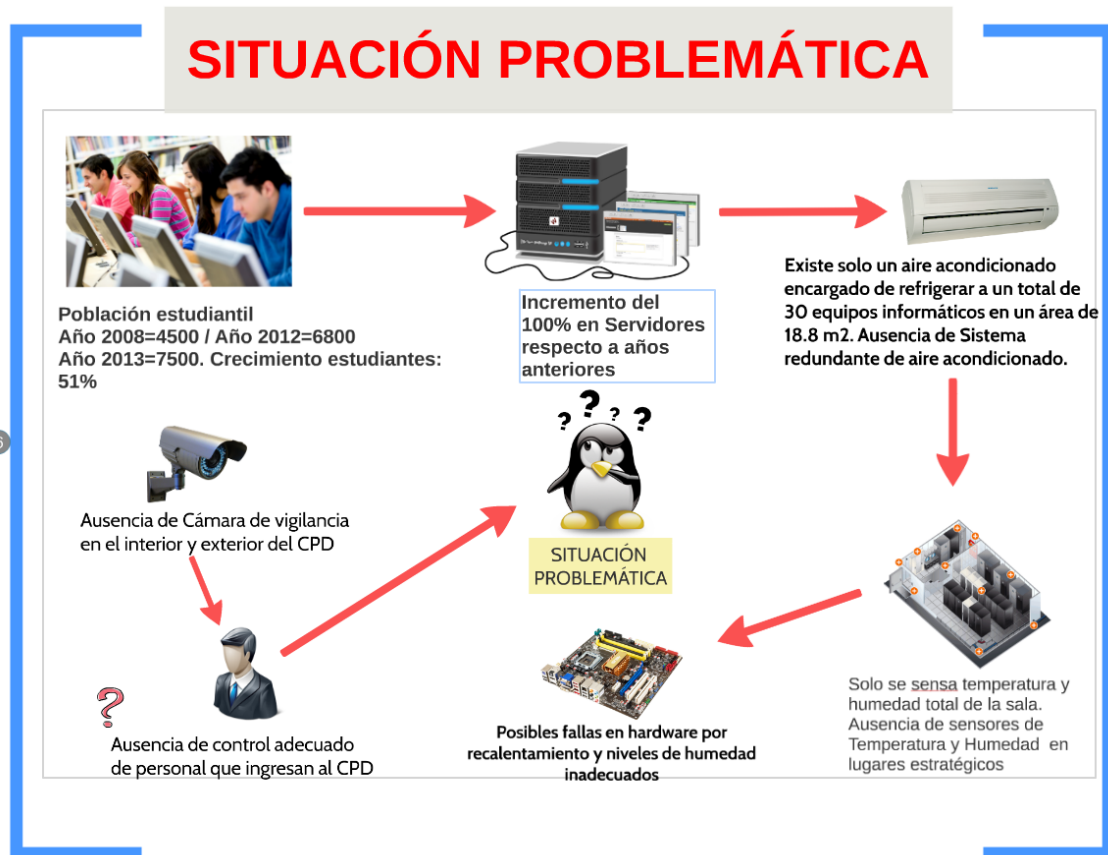 SITUACIÓN PROBLEMÁTICA
Población estudiantil
Año 2008=4500 / Año 2012=6800
Año 2013=7500. Crecimiento estudiantes:
51%
Incremento del
100% en Servidores
respecto a años
anteriores
Existe solo un aire acondicionado
encargado de refrigerar a un total de
30 equipos informáticos en un área de
18.8 m2. Ausencia de Sistema
redundante de aire acondicionado.
? ? ? ?
Ausencia de Cámara de vigilancia
en el interior y exterior del CPD
SITUACIÓN
PROBLEMÁTICA
?
Ausencia de control adecuado
de personal que ingresan al CPD
Posibles fallas en hardware por
recalentamiento y niveles de humedad
inadecuados
Solo se sensa temperatura y
humedad total de la sala.
Ausencia de sensores de
Temperatura y Humedad en
lugares estratégicos